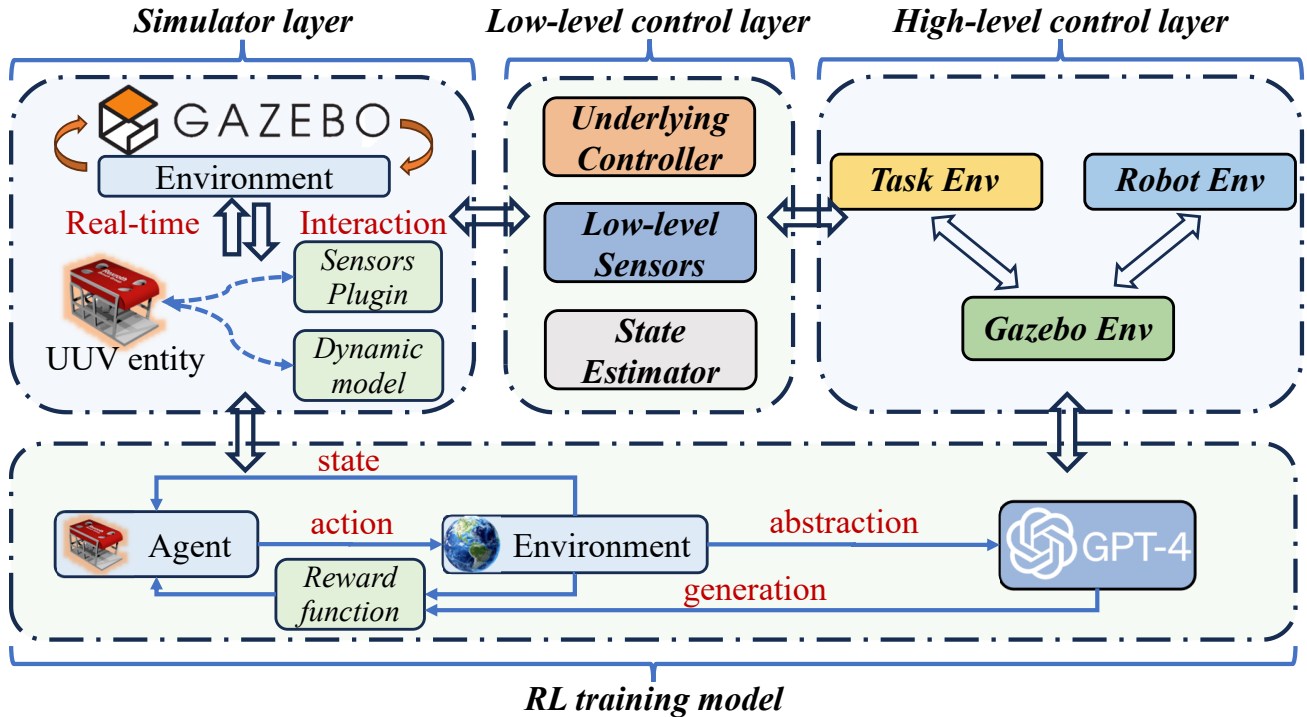 Simulator layer
Low-level control layer
High-level control layer
GAZEBO
Environment
Real-time
Interaction
UUV entity
Sensors
Plugin
Dynamic
model
Underlying
Controller
Low-level
Sensors
State
Estimator
Task Env
Robot Env
Gazebo Env
state
Agent
action
Environment
abstraction
GPT-4
Reward
function
generation
RL training model